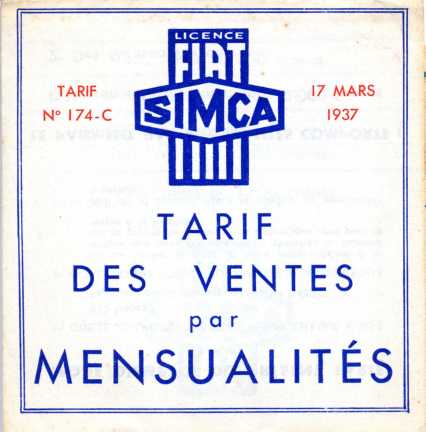 LICENCE
FIAT
SIMCA
TARIF
N° 174-C
17 MARS
1937
TARIF
DES VENTES
par
MENSUALITÉS